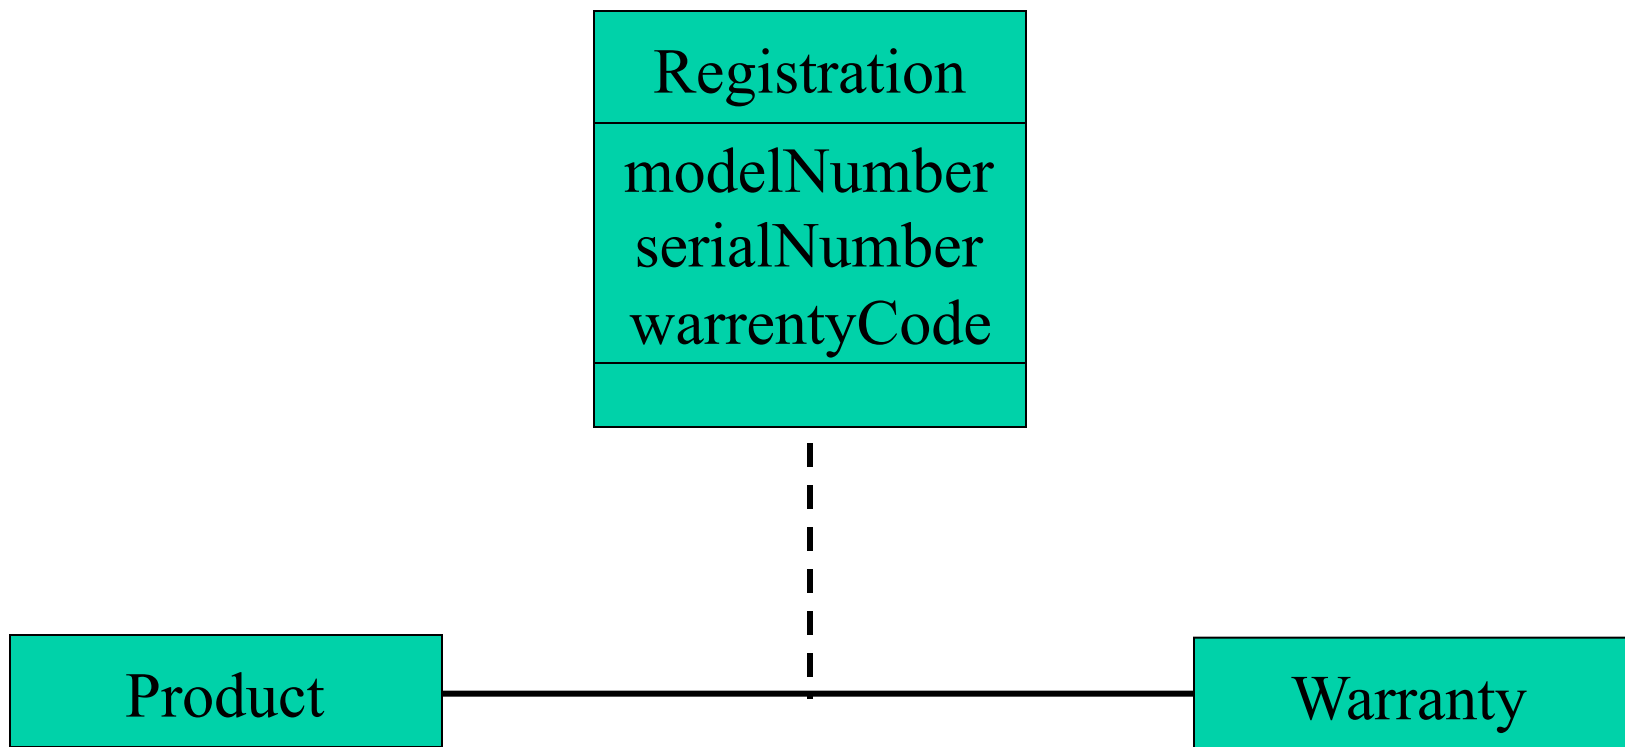 Registration
modelNumber
serialNumber
warrentyCode
Product
Warranty